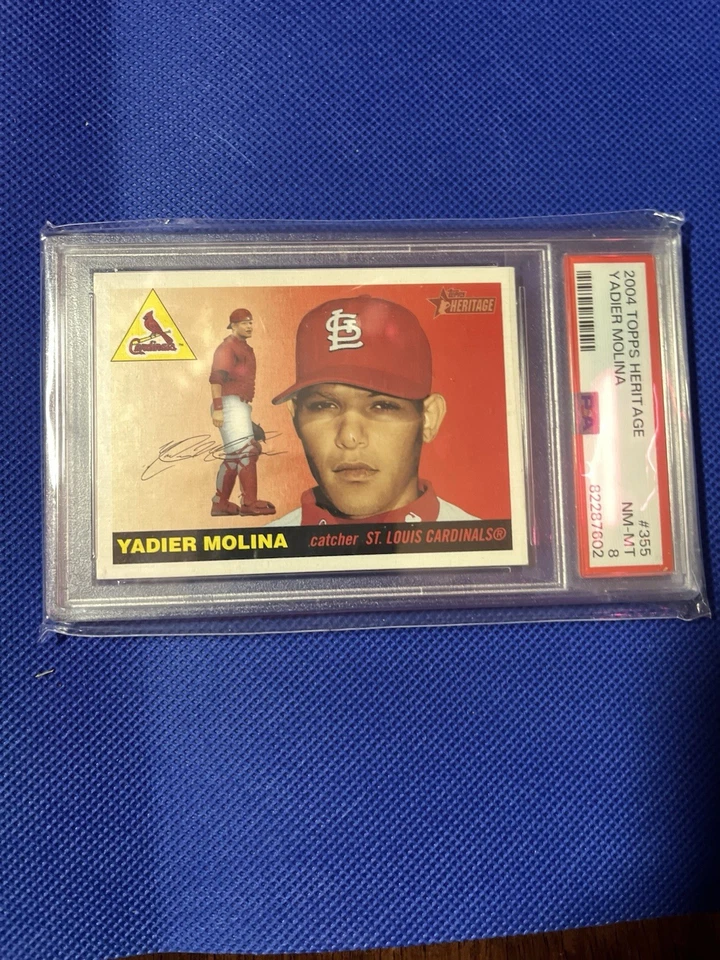 Cardinals
Topps
HERITAGE
STL
YADIER MOLINA catcher ST. LOUIS CARDINALS®
2004 TOPPS HERITAGE #355
YADIER MOLINA NM-MT 8
82287602